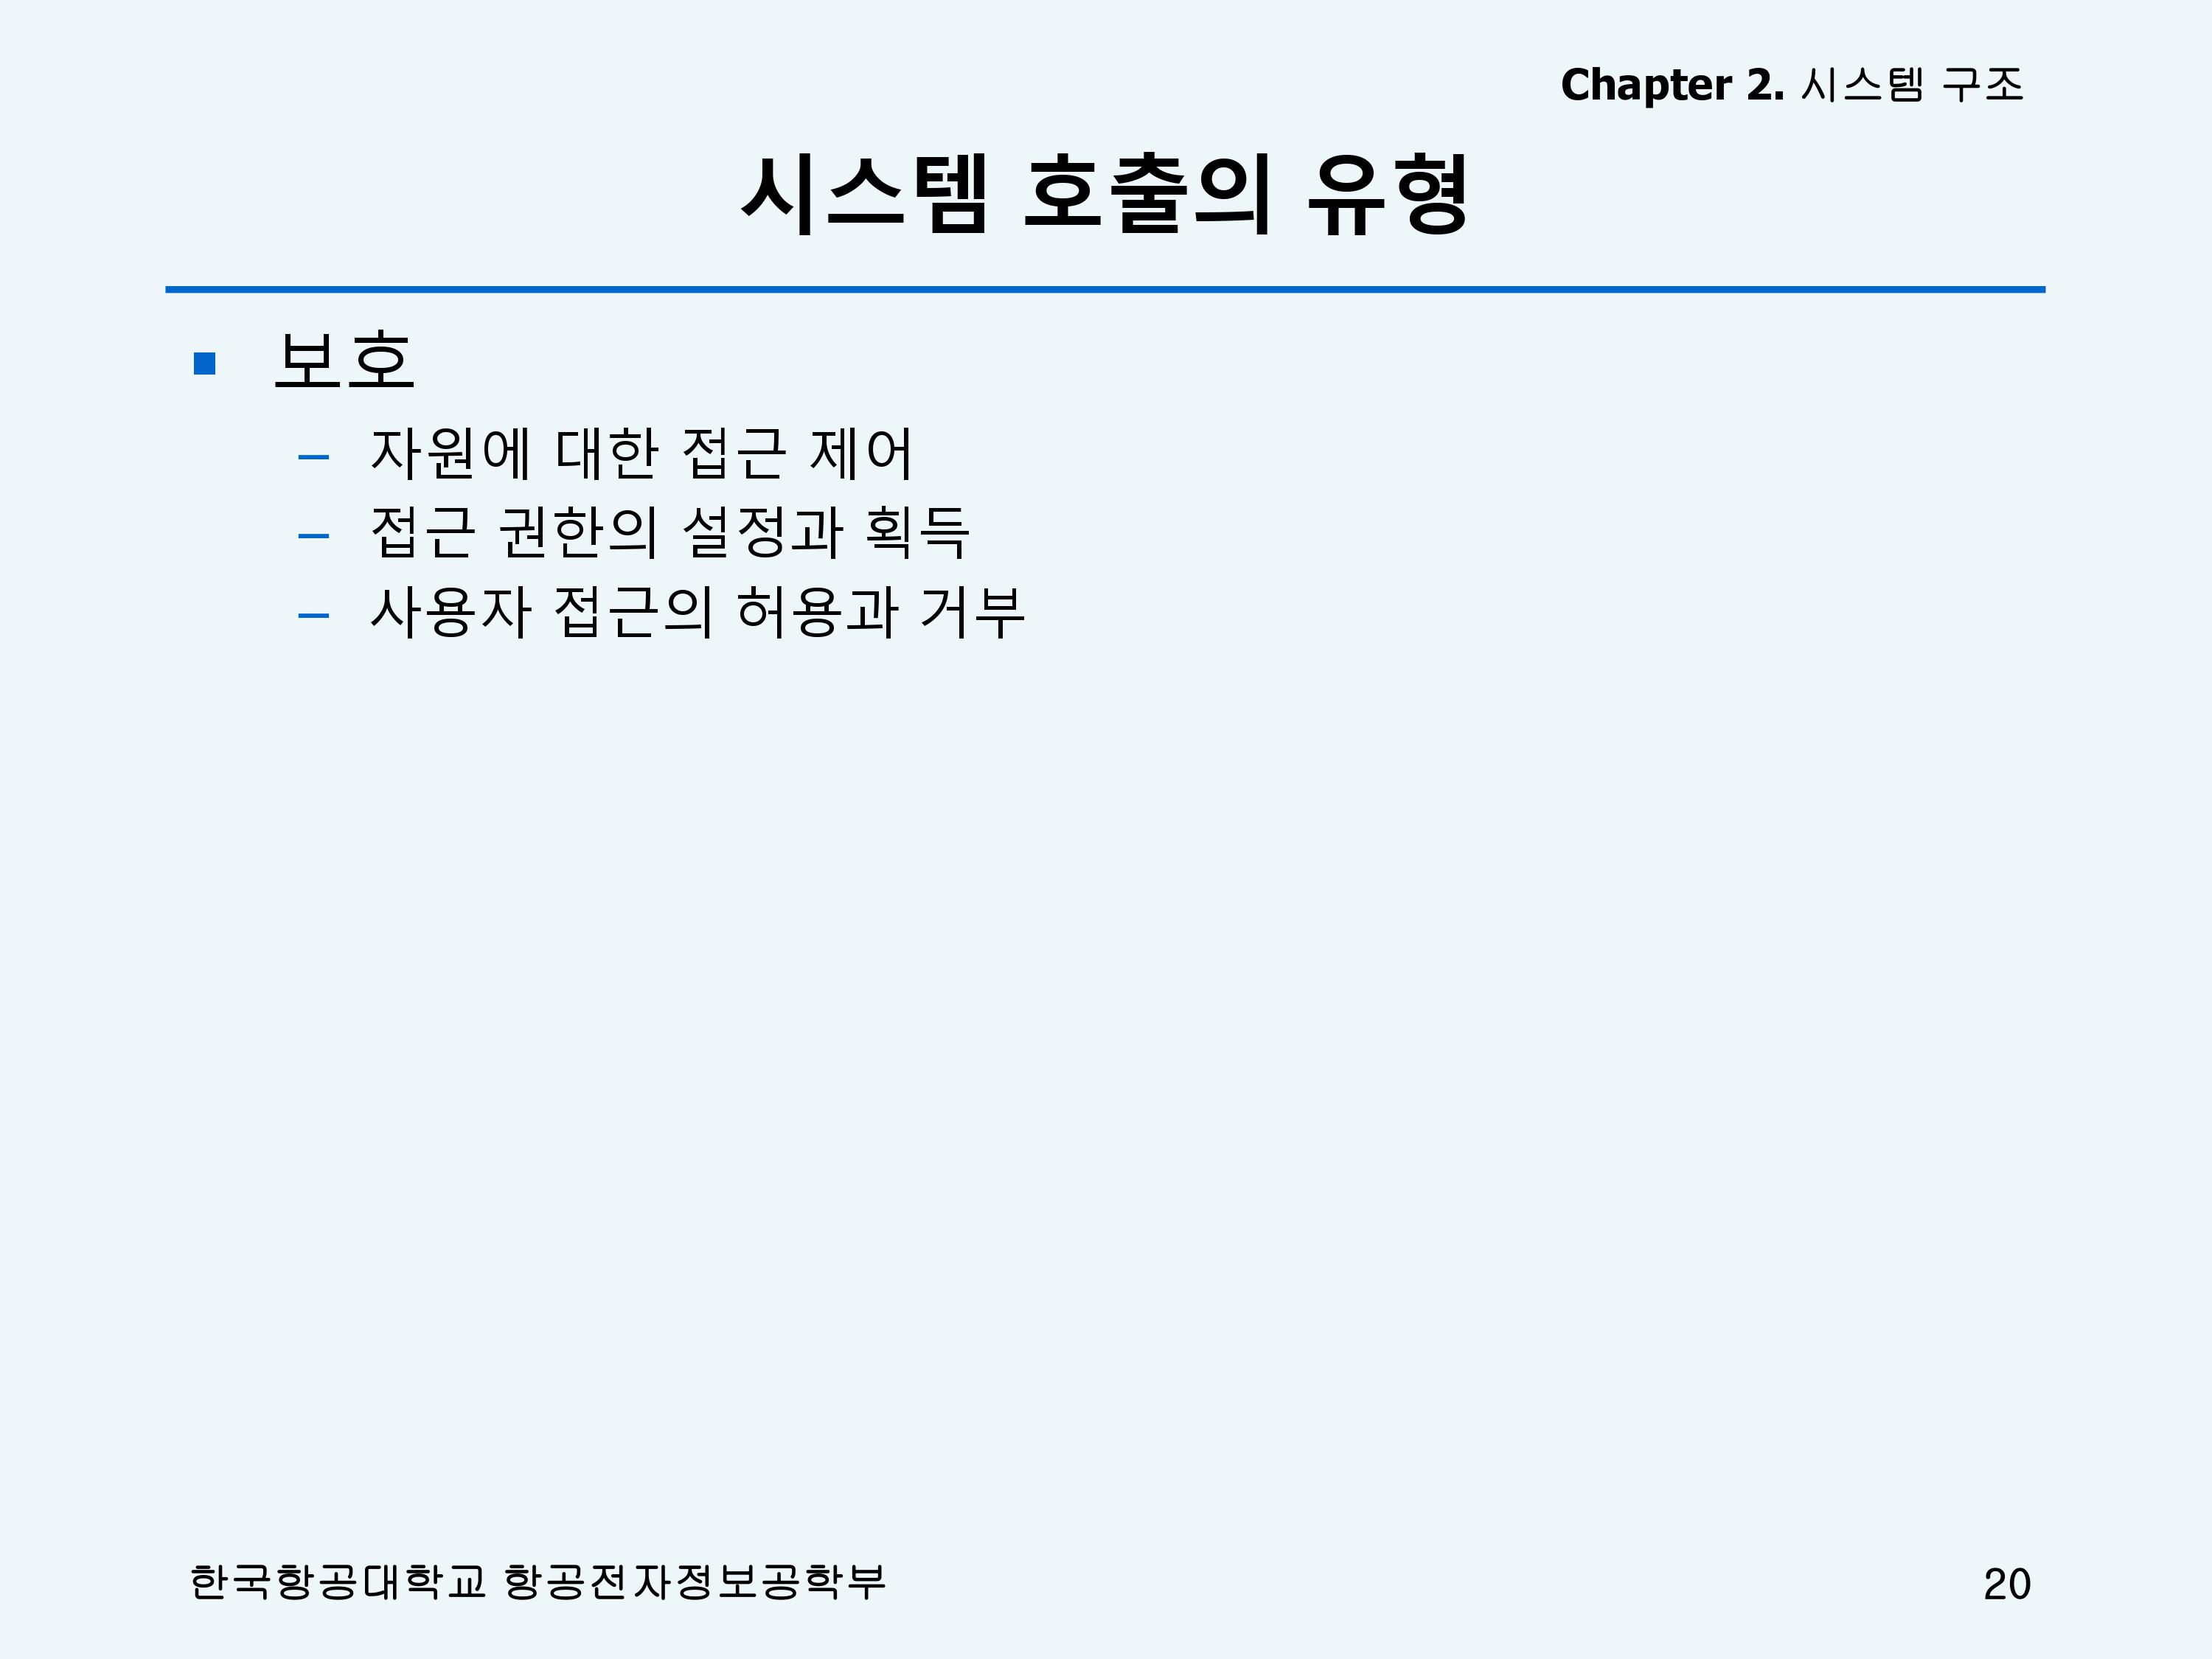 Chapter 2. 시스템 구조
시스템 호출의 유형
▪ 보호
– 자원에 대한 접근 제어
– 접근 권한의 설정과 획득
– 사용자 접근의 허용과 거부
한국항공대학교 항공전자정보공학부
20